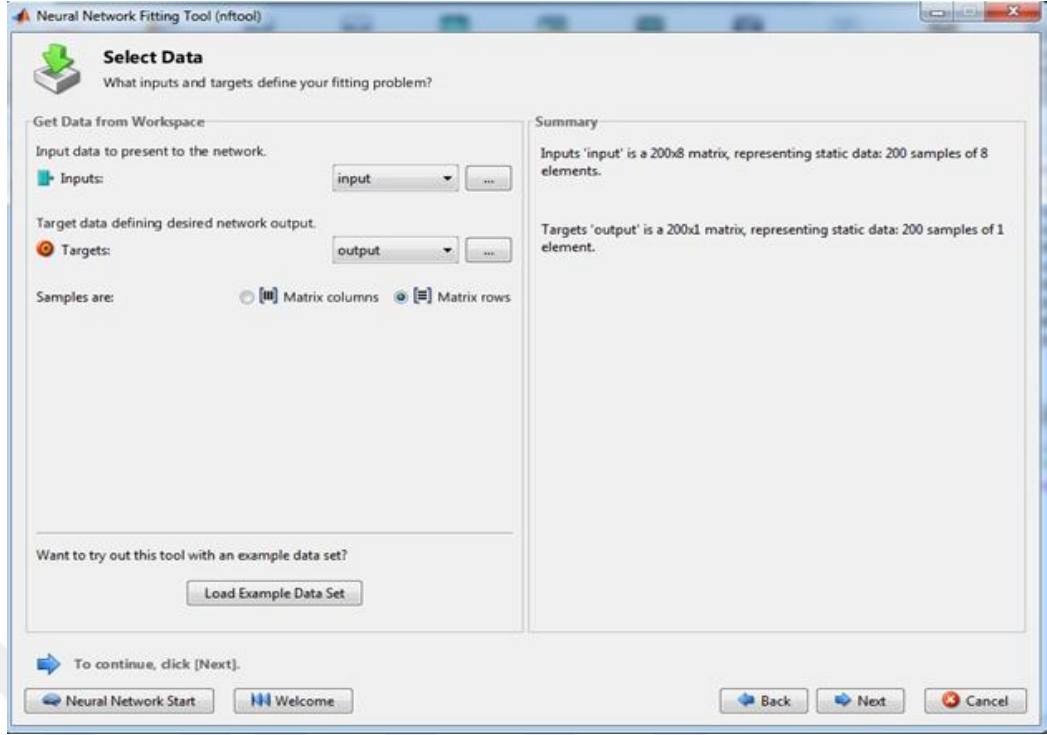 Neural Network Fitting Tool (nftool)
Select Data
What inputs and targets define your fitting problem?
Get Data from Workspace
Input data to present to the network.
Inputs: input ...
Target data defining desired network output.
Targets: output ...
Samples are: Matrix columns Matrix rows
Want to try out this tool with an example data set?
Load Example Data Set
Summary
Inputs 'input' is a 200x8 matrix, representing static data: 200 samples of 8
elements.
Targets 'output' is a 200x1 matrix, representing static data: 200 samples of 1
element.
To continue, click [Next].
Neural Network Start Welcome Back Next Cancel